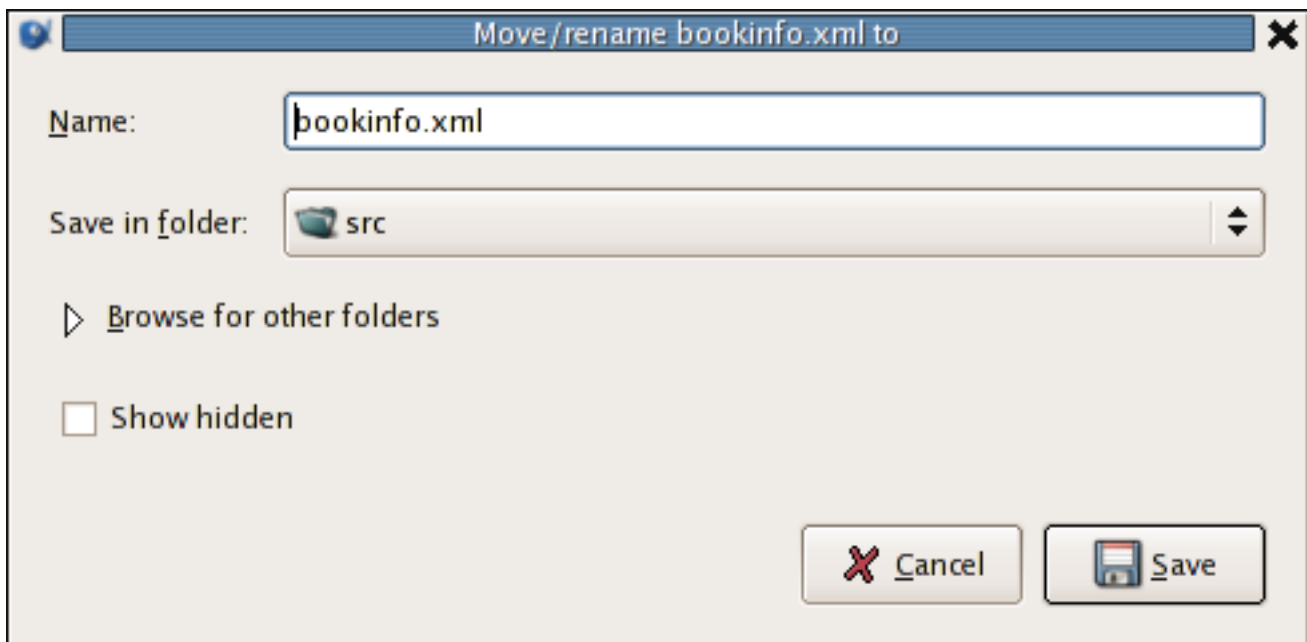 Move/rename bookinfo.xml to
Name: bookinfo.xml
Save in folder: src
Browse for other folders
Show hidden
Cancel Save